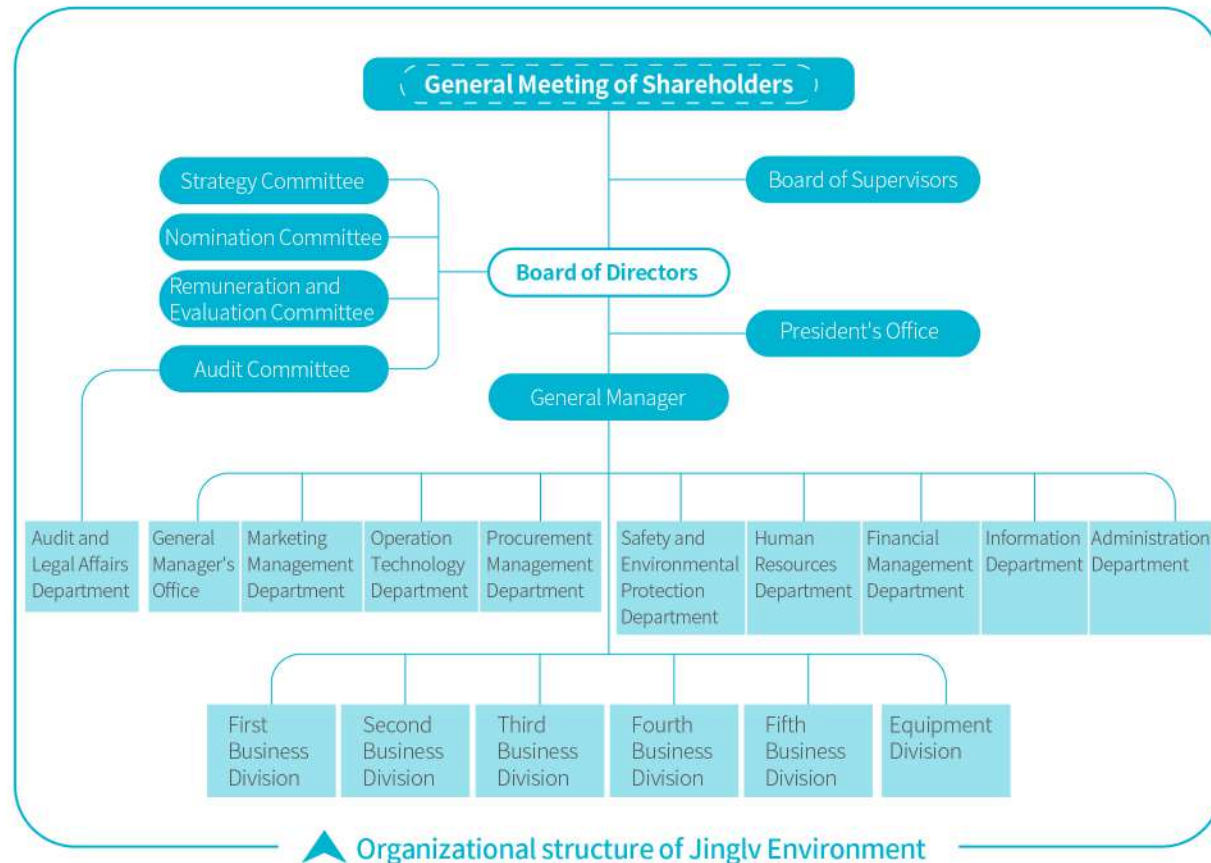 General Meeting of Shareholders
Strategy Committee
Board of Supervisors
Nomination Committee
Board of Directors
Remuneration and
Evaluation Committee
President's Office
Audit Committee
General Manager
Audit and
Legal Affairs
Department
General
Manager's
Office
Marketing
Management
Department
Operation
Technology
Department
Procurement
Management
Department
Safety and
Environmental
Protection
Department
Human
Resources
Department
Financial
Management
Department
Information
Department
Administration
Department
First
Business
Division
Second
Business
Division
Third
Business
Division
Fourth
Business
Division
Fifth
Business
Division
Equipment
Division
Organizational structure of Jinglv Environment